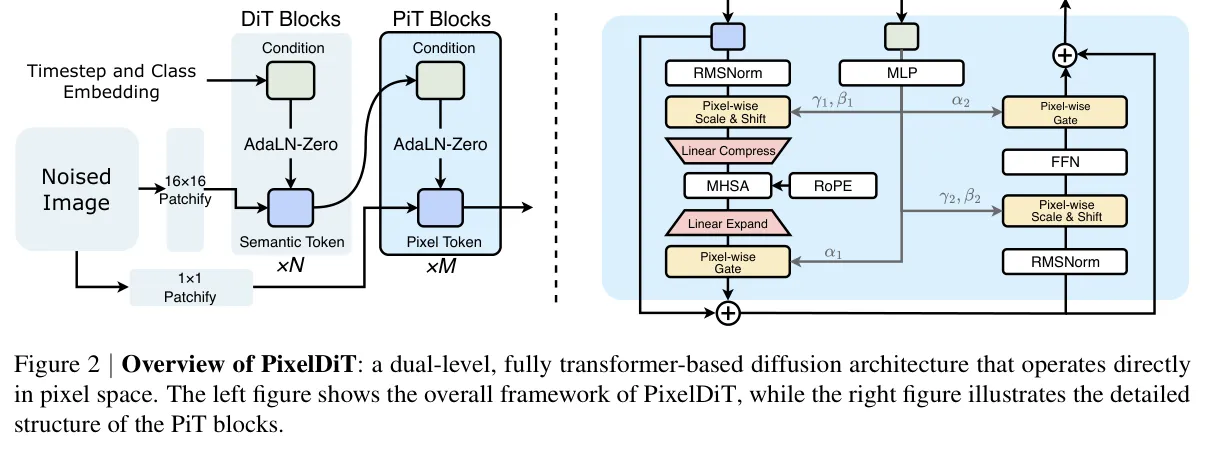 DiT Blocks
PiT Blocks
Condition
Condition
Timestep and Class
Embedding
AdaLN-Zero
AdaLN-Zero
Noised
Image
16×16
Patchify
Semantic Token
Pixel Token
×N
×M
1×1
Patchify
RMSNorm
MLP
Pixel-wise
Scale & Shift
γ₁, β₁
α₂
Pixel-wise
Gate
Linear Compress
FFN
MHSA
RoPE
γ₂, β₂
Pixel-wise
Scale & Shift
Linear Expand
Pixel-wise
Gate
α₁
RMSNorm
Figure 2 | Overview of PixelDiT: a dual-level, fully transformer-based diffusion architecture that operates directly
in pixel space. The left figure shows the overall framework of PixelDiT, while the right figure illustrates the detailed
structure of the PiT blocks.